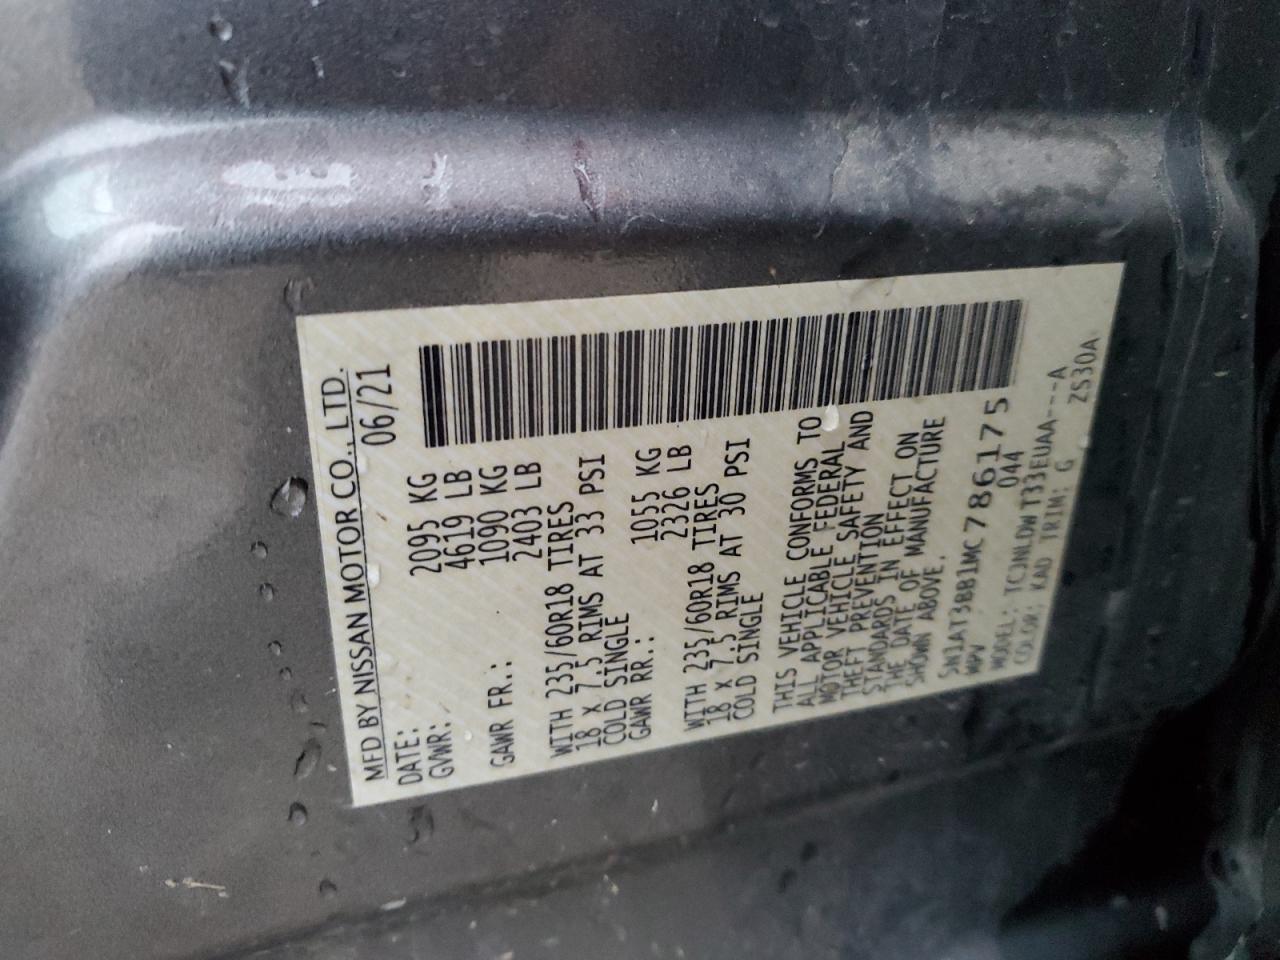 MFD BY NISSAN MOTOR CO., LTD.
DATE: 06/21
GVWR: 2095 KG
4619 LB
GAWR FR.: 1090 KG
2403 LB
WITH 235/60R18 TIRES
18 x 7.5 RIMS AT 33 PSI
COLD SINGLE
GAWR RR.: 1055 KG
2326 LB
WITH 235/60R18 TIRES
18 x 7.5 RIMS AT 30 PSI
COLD SINGLE
THIS VEHICLE CONFORMS TO
ALL APPLICABLE FEDERAL
MOTOR VEHICLE SAFETY AND
THEFT PREVENTION
STANDARDS IN EFFECT ON
THE DATE OF MANUFACTURE
SHOWN ABOVE.
5N1AT3BB1MC786175
MPV 044
MODEL: TCJNLDWT33EUAA---A
COLOR: KAD TRIM: G ZS30A